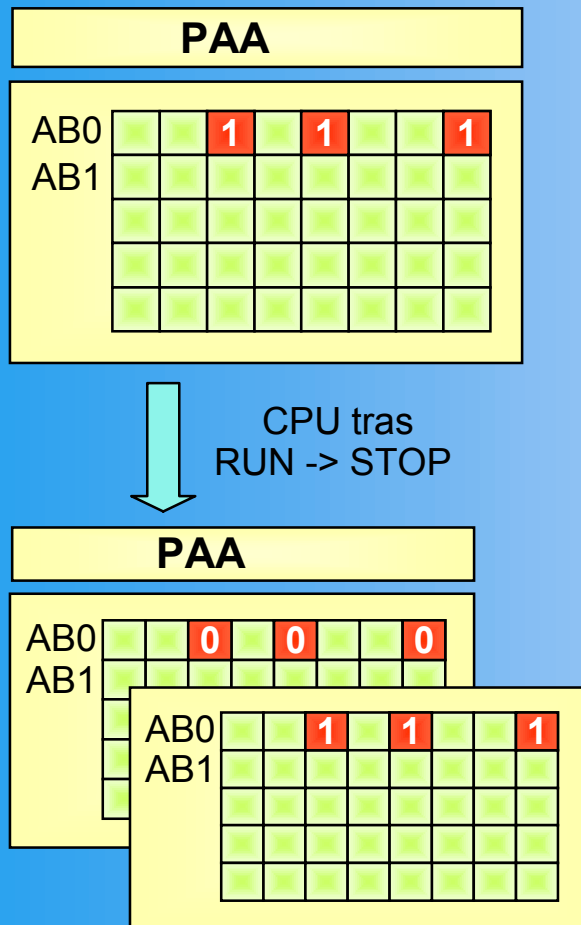 PAA
AB0 1 1 1
AB1
CPU tras
RUN -> STOP
PAA
AB0 0 0 0
AB1
AB0 1 1 1
AB1